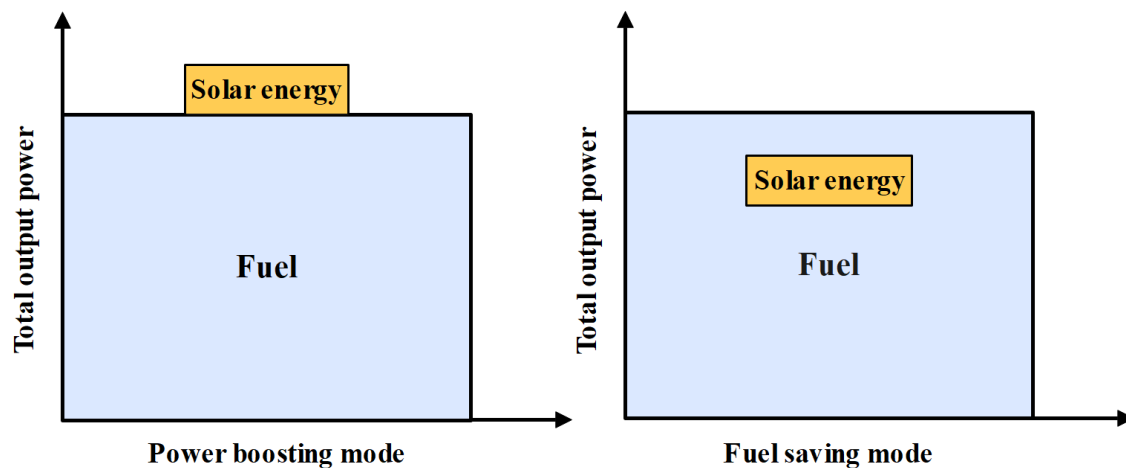 Total output power
Solar energy
Fuel
Power boosting mode
Total output power
Solar energy
Fuel
Fuel saving mode